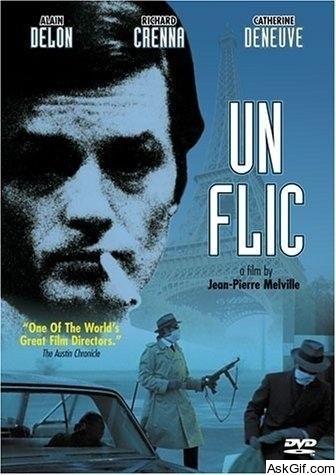 ALAIN
DELON
RICHARD
CRENNA
CATHERINE
DENEUVE
UN
FLIC
a film by
Jean-Pierre Melville
"One Of The World's
Great Film Directors."
The Austin Chronicle
DVD
AskGif.com